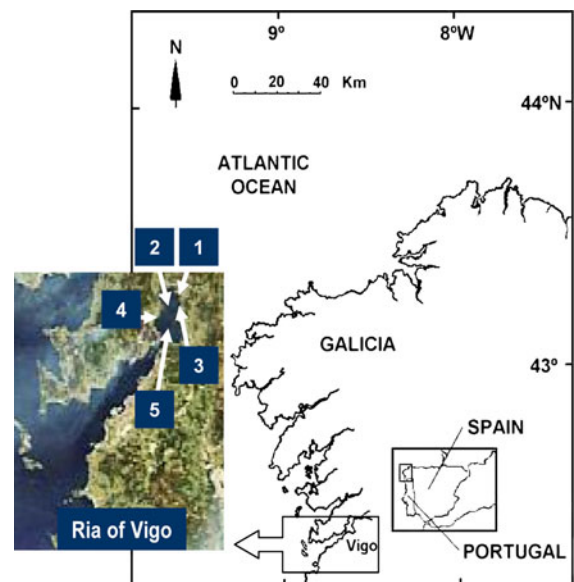 9º 8ºW
N
0 20 40 Km
44ºN
ATLANTIC
OCEAN
2 1
4
GALICIA
3
43º
5
SPAIN
Ria of Vigo
Vigo
PORTUGAL